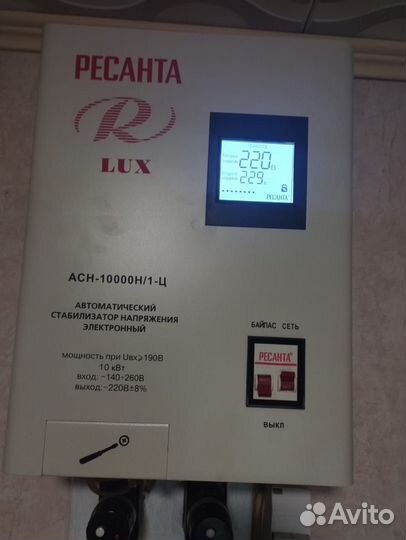 РЕСАНТА
R
LUX
220 В
229 В
РЕСАНТА
АСН-10000Н/1-Ц
АВТОМАТИЧЕСКИЙ
СТАБИЛИЗАТОР НАПРЯЖЕНИЯ
ЭЛЕКТРОННЫЙ
мощность при Uвх⩾190В
10 кВт
вход: ~140÷260В
выход:~220В±8%
БАЙПАС СЕТЬ
РЕСАНТА
ВЫКЛ
Avito